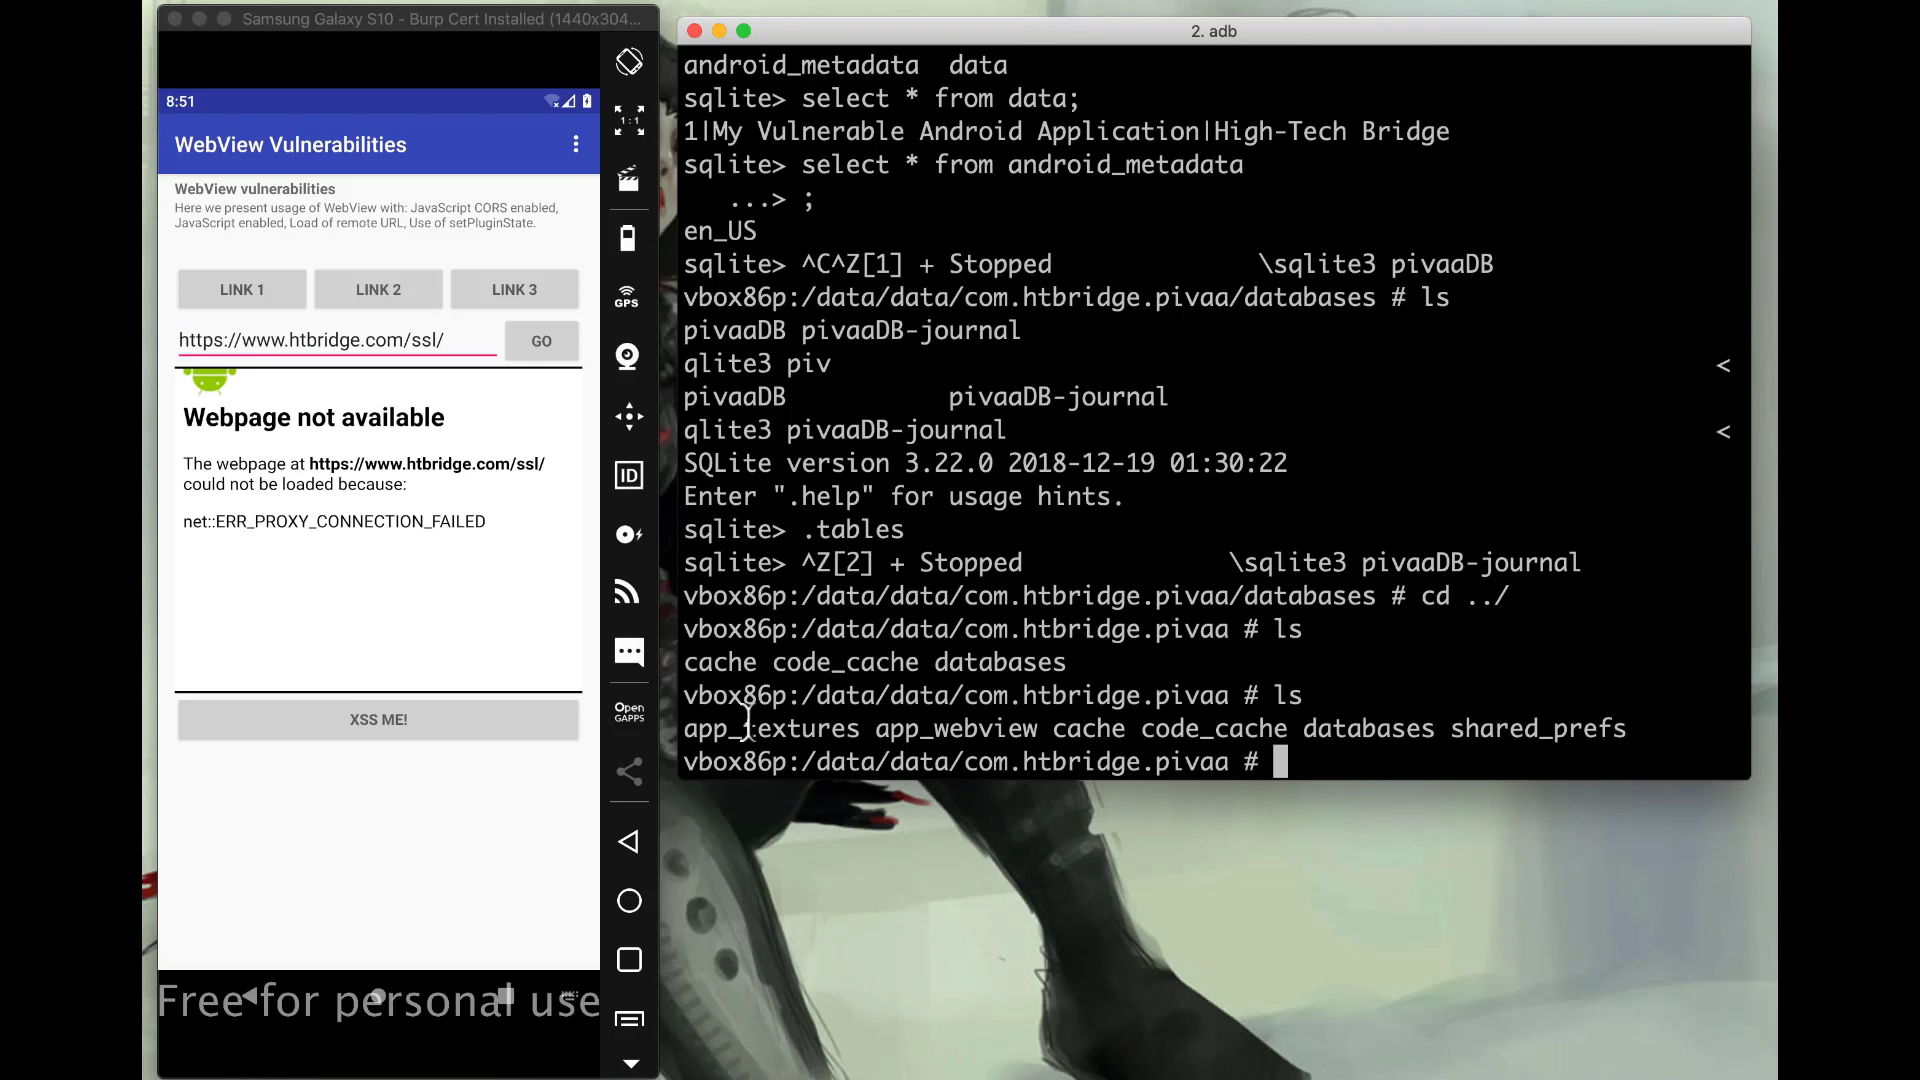 Samsung Galaxy S10 - Burp Cert Installed (1440x304...
8:51
WebView Vulnerabilities
WebView vulnerabilities
Here we present usage of WebView with: JavaScript CORS enabled,
JavaScript enabled, Load of remote URL, Use of setPluginState.
LINK 1 LINK 2 LINK 3
https://www.htbridge.com/ssl/ GO
Webpage not available
The webpage at https://www.htbridge.com/ssl/
could not be loaded because:
net::ERR_PROXY_CONNECTION_FAILED
XSS ME!
Free for personal use
1:1
GPS
ID
Open
GAPPS
2. adb
android_metadata  data
sqlite> select * from data;
1|My Vulnerable Android Application|High-Tech Bridge
sqlite> select * from android_metadata
   ...> ;
en_US
sqlite> ^C^Z[1] + Stopped              \sqlite3 pivaaDB
vbox86p:/data/data/com.htbridge.pivaa/databases # ls
pivaaDB pivaaDB-journal
qlite3 piv <
pivaaDB           pivaaDB-journal
qlite3 pivaaDB-journal <
SQLite version 3.22.0 2018-12-19 01:30:22
Enter ".help" for usage hints.
sqlite> .tables
sqlite> ^Z[2] + Stopped              \sqlite3 pivaaDB-journal
vbox86p:/data/data/com.htbridge.pivaa/databases # cd ../
vbox86p:/data/data/com.htbridge.pivaa # ls
cache code_cache databases
vbox86p:/data/data/com.htbridge.pivaa # ls
app_textures app_webview cache code_cache databases shared_prefs
vbox86p:/data/data/com.htbridge.pivaa #